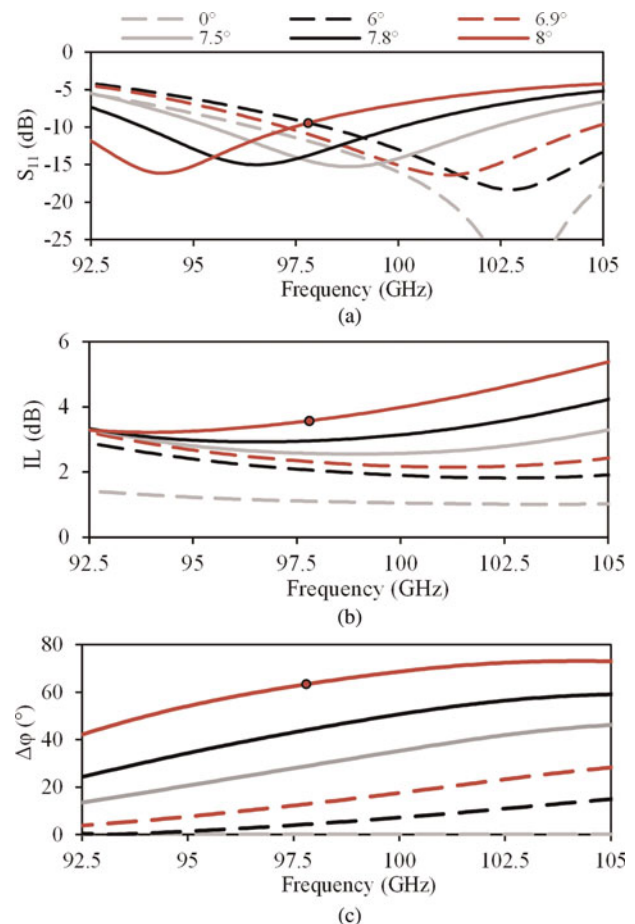 0° 6° 6.9°
7.5° 7.8° 8°
0
-5
-10
-15
-20
-25
S₁₁ (dB)
92.5 95 97.5 100 102.5 105
Frequency (GHz)
(a)
6
4
2
0
IL (dB)
92.5 95 97.5 100 102.5 105
Frequency (GHz)
(b)
80
60
40
20
0
Δφ (°)
92.5 95 97.5 100 102.5 105
Frequency (GHz)
(c)